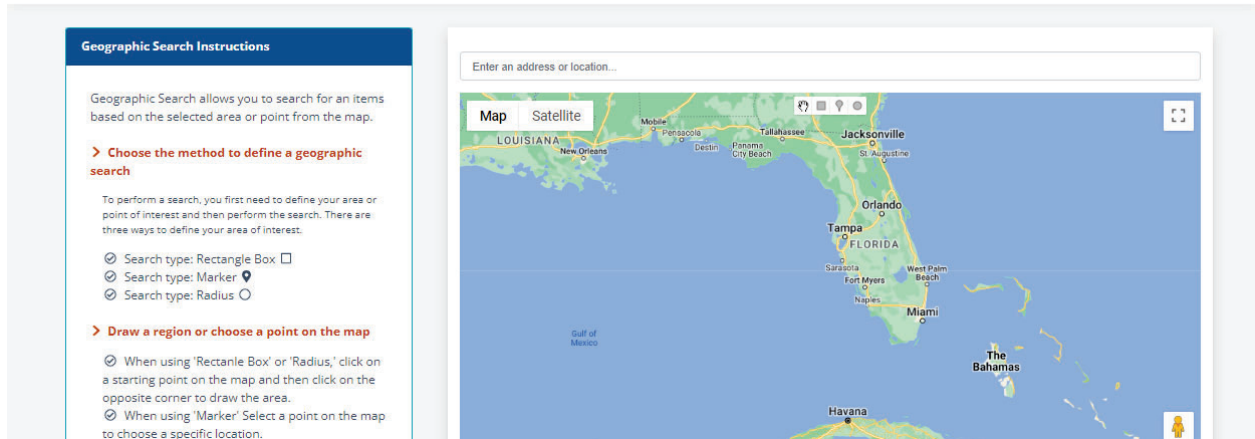 Geographic Search Instructions
Geographic Search allows you to search for an items
based on the selected area or point from the map.
Choose the method to define a geographic
search
To perform a search, you first need to define your area or
point of interest and then perform the search. There are
three ways to define your area of interest.
Search type: Rectangle Box
Search type: Marker
Search type: Radius
Draw a region or choose a point on the map
When using 'Rectanle Box' or 'Radius,' click on
a starting point on the map and then click on the
opposite corner to draw the area.
When using 'Marker' Select a point on the map
to choose a specific location.
Enter an address or location...
Map Satellite
LOUISIANA
New Orleans
Mobile
Pensacola
Destin
Panama
City Beach
Tallahassee
Jacksonville
St. Augustine
Orlando
Tampa
FLORIDA
Sarasota
Fort Myers
West Palm
Beach
Naples
Miami
Gulf of
Mexico
The
Bahamas
Havana